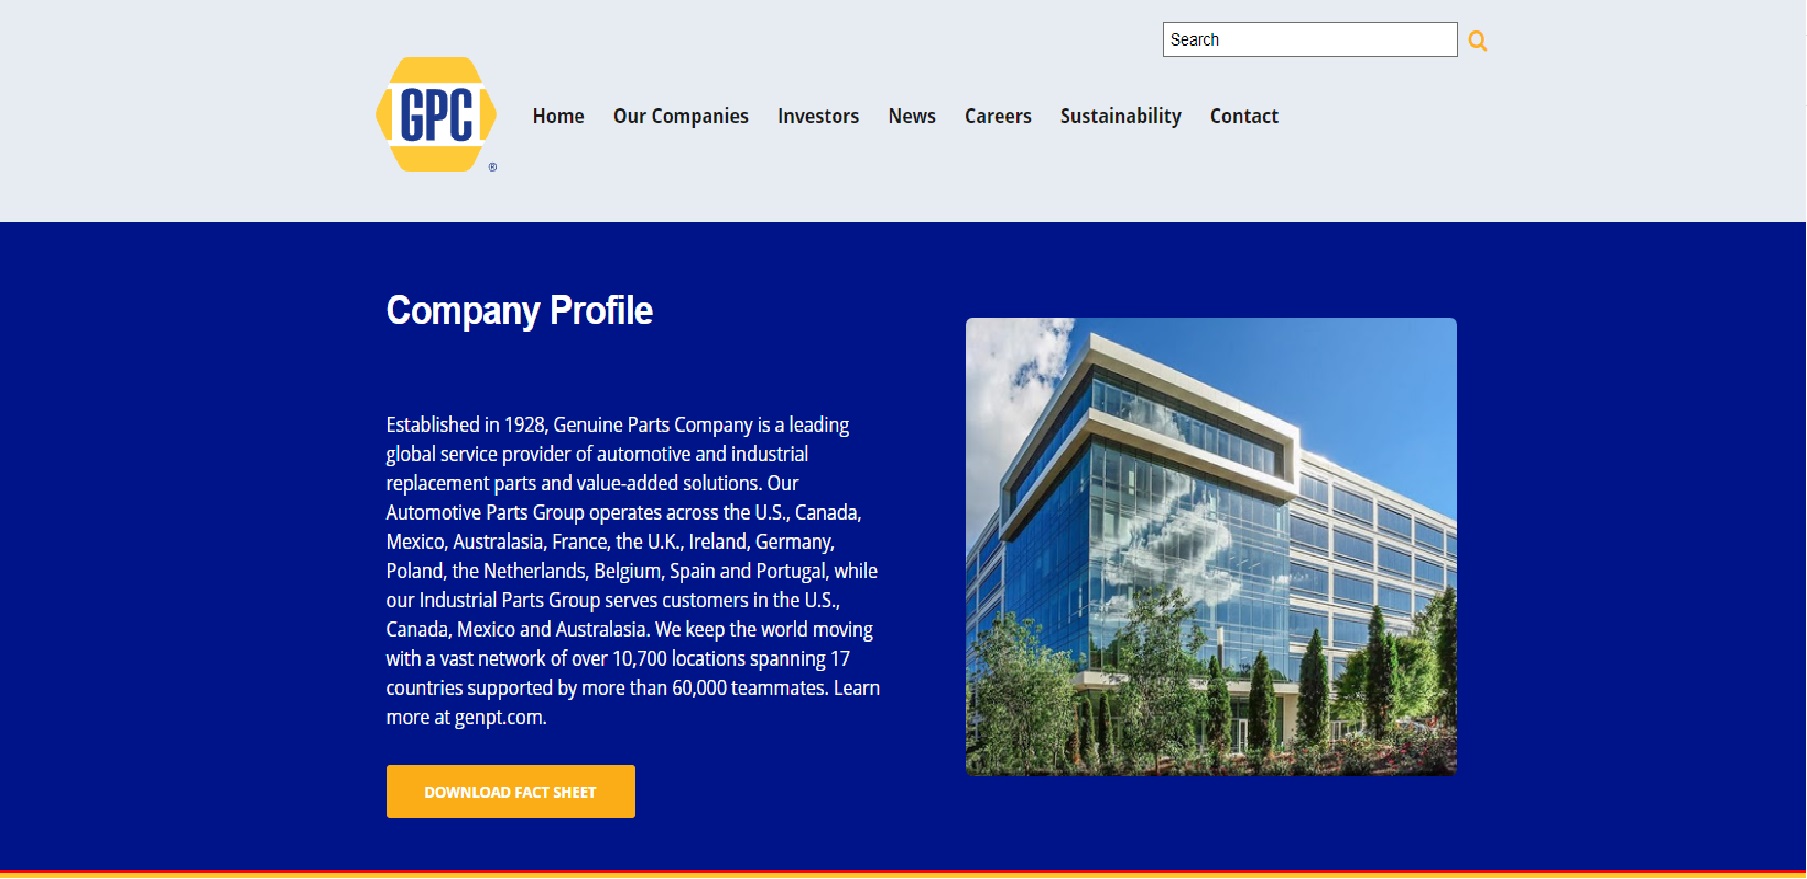 Search
GPC
®
Home Our Companies Investors News Careers Sustainability Contact
Company Profile
Established in 1928, Genuine Parts Company is a leading
global service provider of automotive and industrial
replacement parts and value-added solutions. Our
Automotive Parts Group operates across the U.S., Canada,
Mexico, Australasia, France, the U.K., Ireland, Germany,
Poland, the Netherlands, Belgium, Spain and Portugal, while
our Industrial Parts Group serves customers in the U.S.,
Canada, Mexico and Australasia. We keep the world moving
with a vast network of over 10,700 locations spanning 17
countries supported by more than 60,000 teammates. Learn
more at genpt.com.
DOWNLOAD FACT SHEET